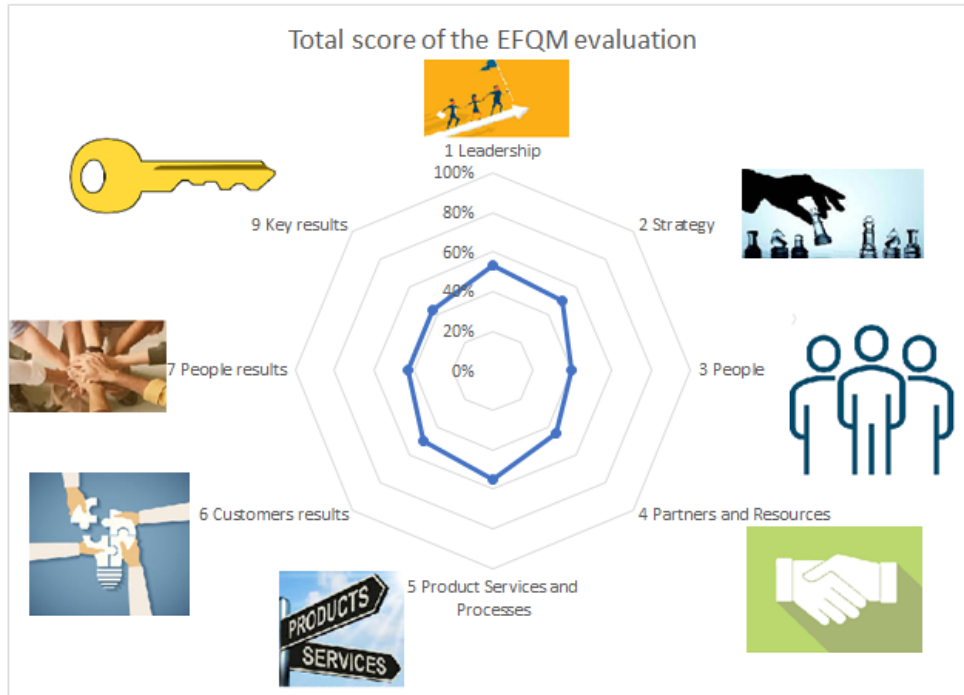 Total score of the EFQM evaluation
1 Leadership
100%
80%
60%
40%
20%
0%
2 Strategy
3 People
4 Partners and Resources
5 Product Services and
Processes
6 Customers results
7 People results
9 Key results
PRODUCTS
SERVICES